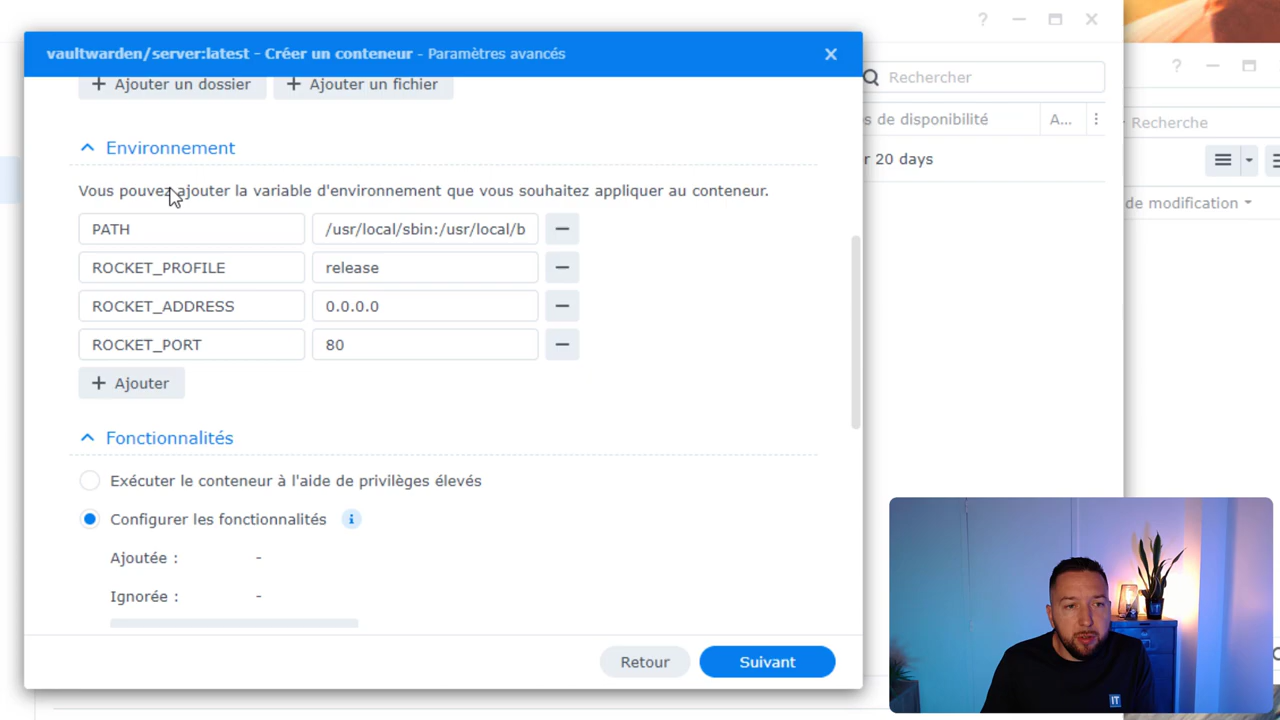 vaultwarden/server:latest - Créer un conteneur - Paramètres avancés
Ajouter un dossier
Ajouter un fichier
Rechercher
Recherche
s de disponibilité
A...
r 20 days
de modification
Environnement
Vous pouvez ajouter la variable d'environnement que vous souhaitez appliquer au conteneur.
PATH
/usr/local/sbin:/usr/local/b
ROCKET_PROFILE
release
ROCKET_ADDRESS
0.0.0.0
ROCKET_PORT
80
Ajouter
Fonctionnalités
Exécuter le conteneur à l'aide de privilèges élevés
Configurer les fonctionnalités
Ajoutée : -
Ignorée : -
Retour
Suivant
IT